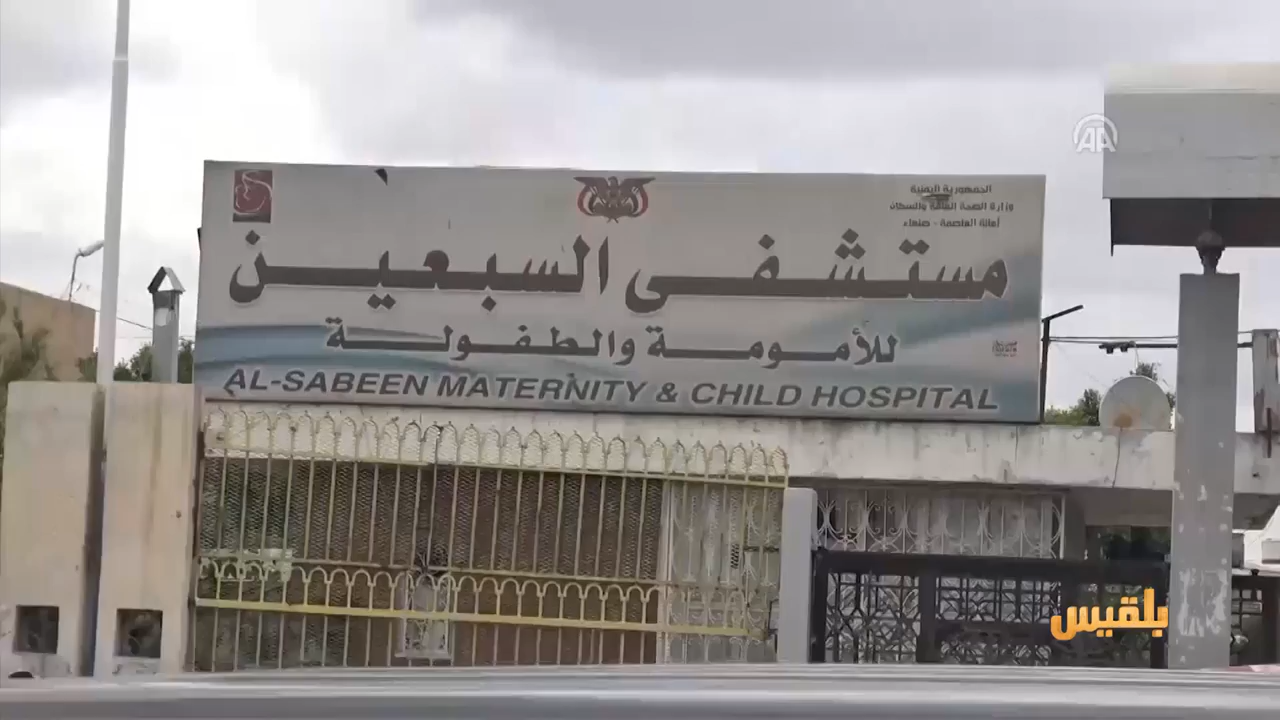 AA
الجمهورية اليمنية
وزارة الصحة العامة والسكان
أمانة العاصمة - صنعاء
مستشفى السبعين
للأمومة والطفولة
AL-SABEEN MATERNITY & CHILD HOSPITAL
بلقيس